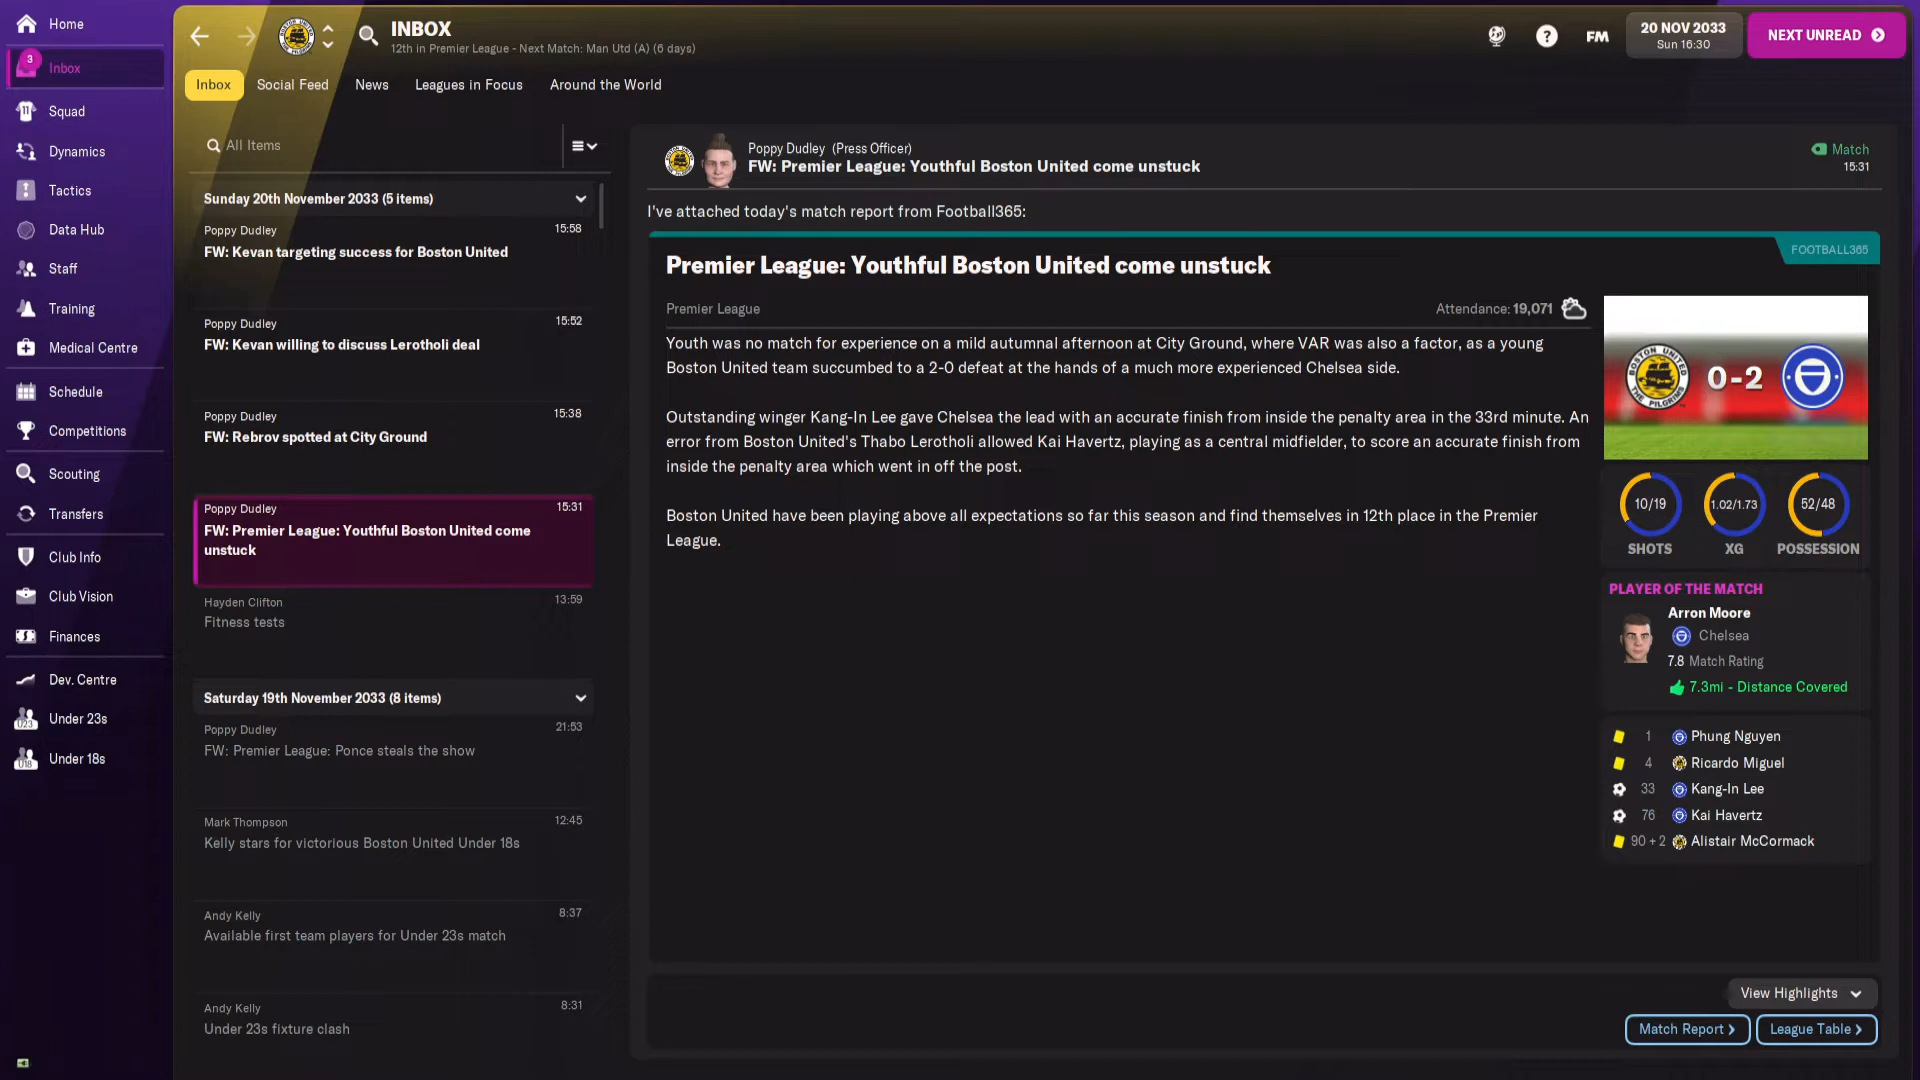 Home
3
Inbox
Squad
Dynamics
Tactics
Data Hub
Staff
Training
Medical Centre
Schedule
Competitions
Scouting
Transfers
Club Info
Club Vision
Finances
Dev. Centre
U23
Under 23s
U18
Under 18s
INBOX
12th in Premier League - Next Match: Man Utd (A) (6 days)
?
FM
20 NOV 2033
Sun 16:30
NEXT UNREAD
Inbox
Social Feed
News
Leagues in Focus
Around the World
All Items
Sunday 20th November 2033 (5 items)
Poppy Dudley 15:58
FW: Kevan targeting success for Boston United
Poppy Dudley 15:52
FW: Kevan willing to discuss Lerotholi deal
Poppy Dudley 15:38
FW: Rebrov spotted at City Ground
Poppy Dudley 15:31
FW: Premier League: Youthful Boston United come
unstuck
Hayden Clifton 13:59
Fitness tests
Saturday 19th November 2033 (8 items)
Poppy Dudley 21:53
FW: Premier League: Ponce steals the show
Mark Thompson 12:45
Kelly stars for victorious Boston United Under 18s
Andy Kelly 8:37
Available first team players for Under 23s match
Andy Kelly 8:31
Under 23s fixture clash
Poppy Dudley (Press Officer)
FW: Premier League: Youthful Boston United come unstuck
Match
15:31
I've attached today's match report from Football365:
FOOTBALL365
Premier League: Youthful Boston United come unstuck
Premier League
Attendance: 19,071
Youth was no match for experience on a mild autumnal afternoon at City Ground, where VAR was also a factor, as a young
Boston United team succumbed to a 2-0 defeat at the hands of a much more experienced Chelsea side.
Outstanding winger Kang-In Lee gave Chelsea the lead with an accurate finish from inside the penalty area in the 33rd minute. An
error from Boston United's Thabo Lerotholi allowed Kai Havertz, playing as a central midfielder, to score an accurate finish from
inside the penalty area which went in off the post.
Boston United have been playing above all expectations so far this season and find themselves in 12th place in the Premier
League.
BOSTON UNITED
THE PILGRIMS
0-2
10/19
1.02/1.73
52/48
SHOTS
XG
POSSESSION
PLAYER OF THE MATCH
Arron Moore
Chelsea
7.8 Match Rating
7.3mi - Distance Covered
1 Phung Nguyen
4 Ricardo Miguel
33 Kang-In Lee
76 Kai Havertz
90 + 2 Alistair McCormack
View Highlights
Match Report
League Table